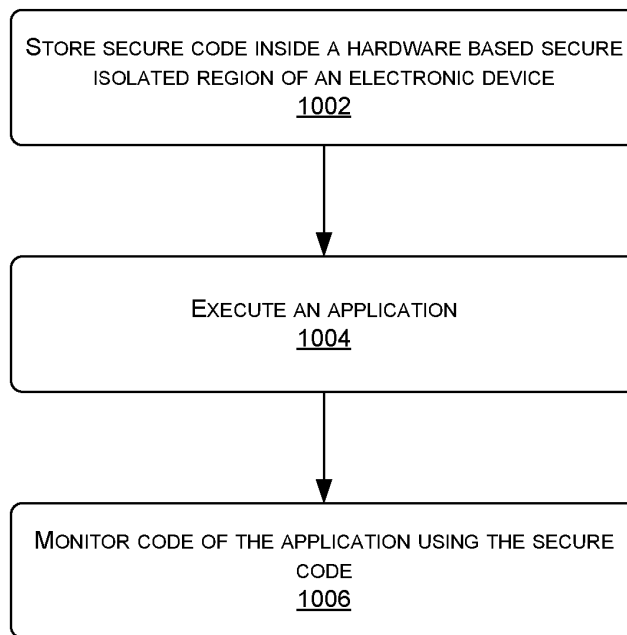 STORE SECURE CODE INSIDE A HARDWARE BASED SECURE
ISOLATED REGION OF AN ELECTRONIC DEVICE
1002
EXECUTE AN APPLICATION
1004
MONITOR CODE OF THE APPLICATION USING THE SECURE
CODE
1006